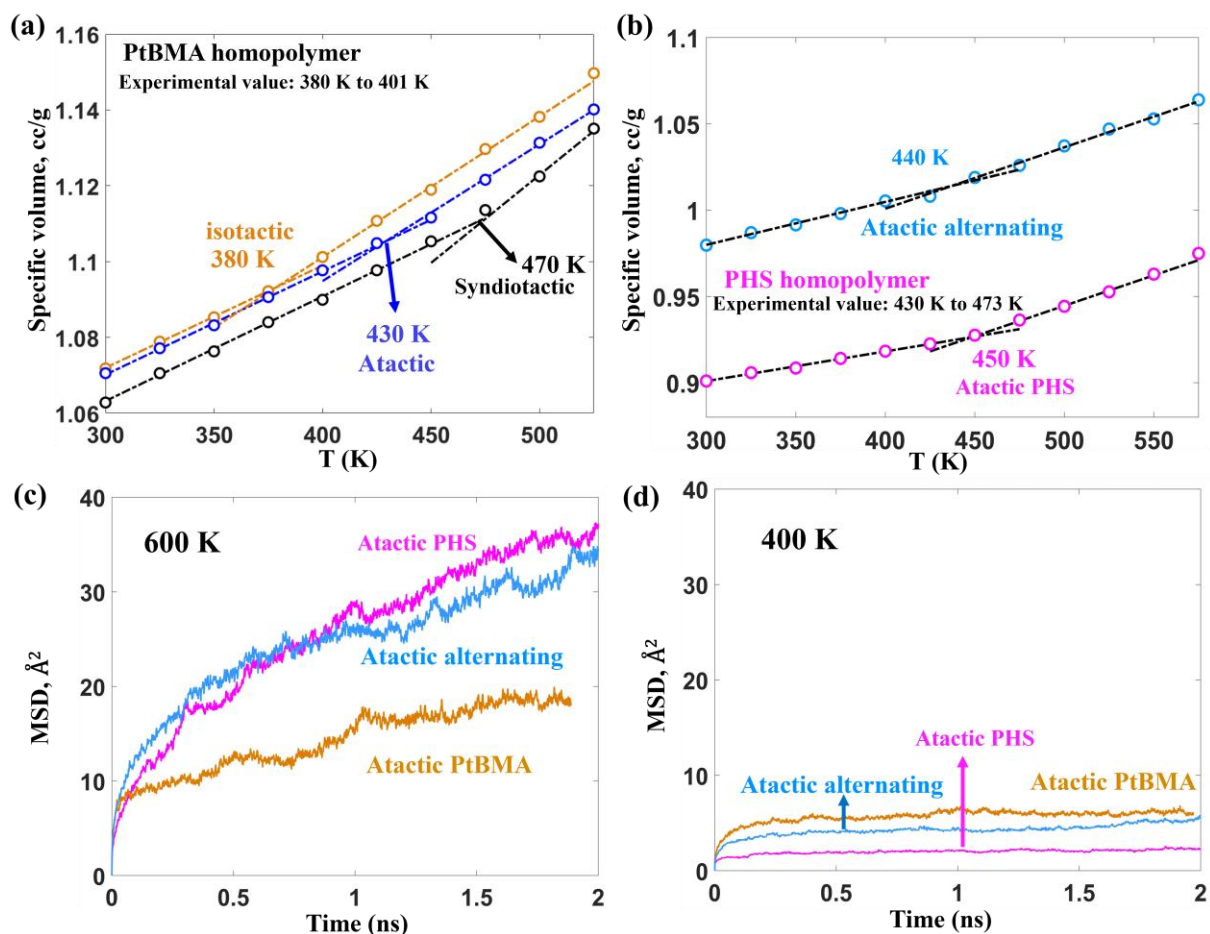 (a)
1.16
1.14
1.12
1.10
1.08
1.06
Specific volume, cc/g
PtBMA homopolymer
Experimental value: 380 K to 401 K
isotactic
380 K
470 K
Syndiotactic
430 K
Atactic
300 350 400 450 500
T (K)
(b)
1.1
1.05
1
0.95
0.9
Specific volume, cc/g
440 K
Atactic alternating
PHS homopolymer
Experimental value: 430 K to 473 K
450 K
Atactic PHS
300 350 400 450 500 550
T (K)
(c)
40
30
20
10
0
MSD, Å²
600 K
Atactic PHS
Atactic alternating
Atactic PtBMA
0 0.5 1 1.5 2
Time (ns)
(d)
40
30
20
10
0
MSD, Å²
400 K
Atactic PHS
Atactic alternating
Atactic PtBMA
0 0.5 1 1.5 2
Time (ns)